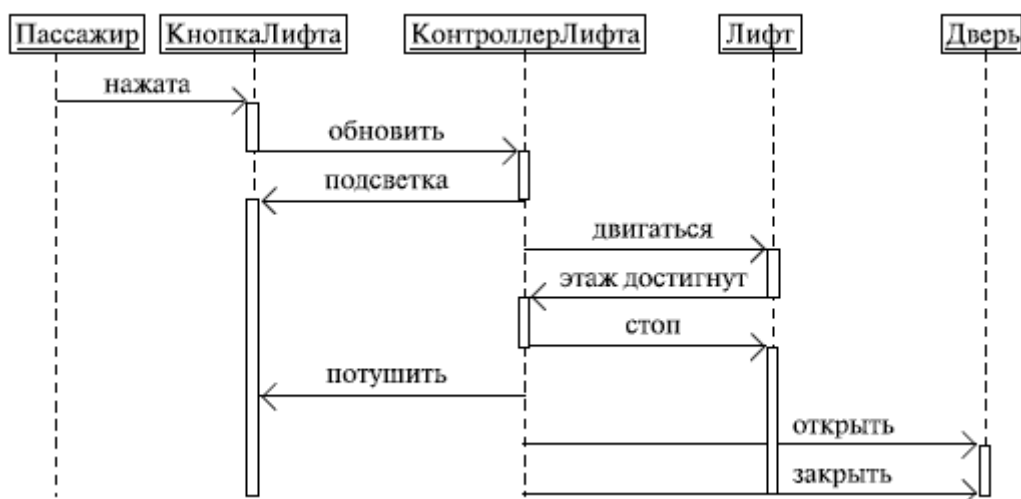 Пассажир КнопкаЛифта КонтроллерЛифта Лифт Дверь
нажата
обновить
подсветка
двигаться
этаж достигнут
стоп
потушить
открыть
закрыть